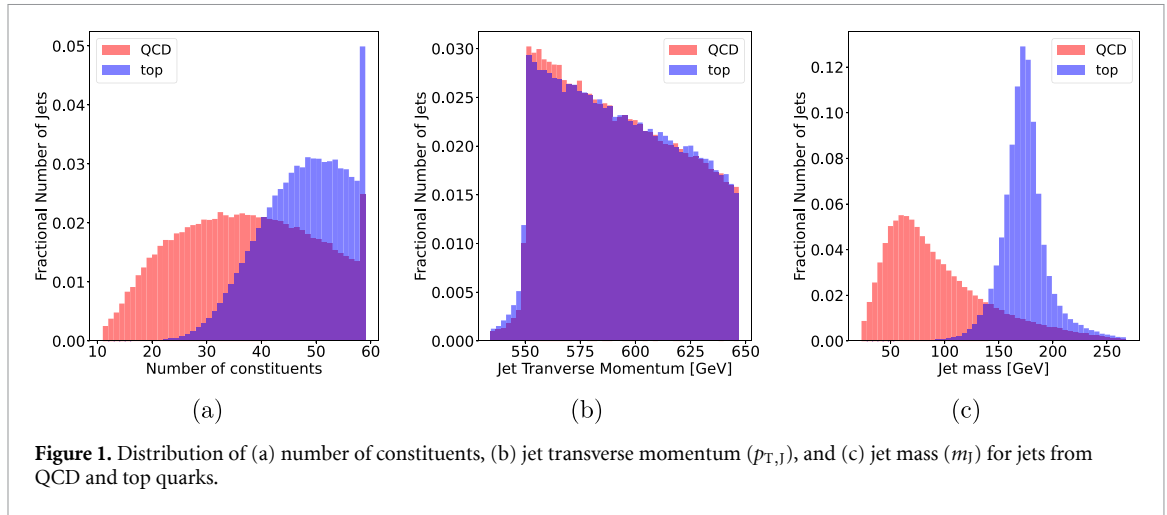 QCD
top
0.05
0.04
0.03
0.02
0.01
0.00
Fractional Number of Jets
10 20 30 40 50 60
Number of constituents
(a)
QCD
top
0.030
0.025
0.020
0.015
0.010
0.005
0.000
Fractional Number of Jets
550 575 600 625 650
Jet Tranverse Momentum [GeV]
(b)
QCD
top
0.12
0.10
0.08
0.06
0.04
0.02
0.00
Fractional Number of Jets
50 100 150 200 250
Jet mass [GeV]
(c)
Figure 1. Distribution of (a) number of constituents, (b) jet transverse momentum (p_T,J), and (c) jet mass (m_J) for jets from
QCD and top quarks.